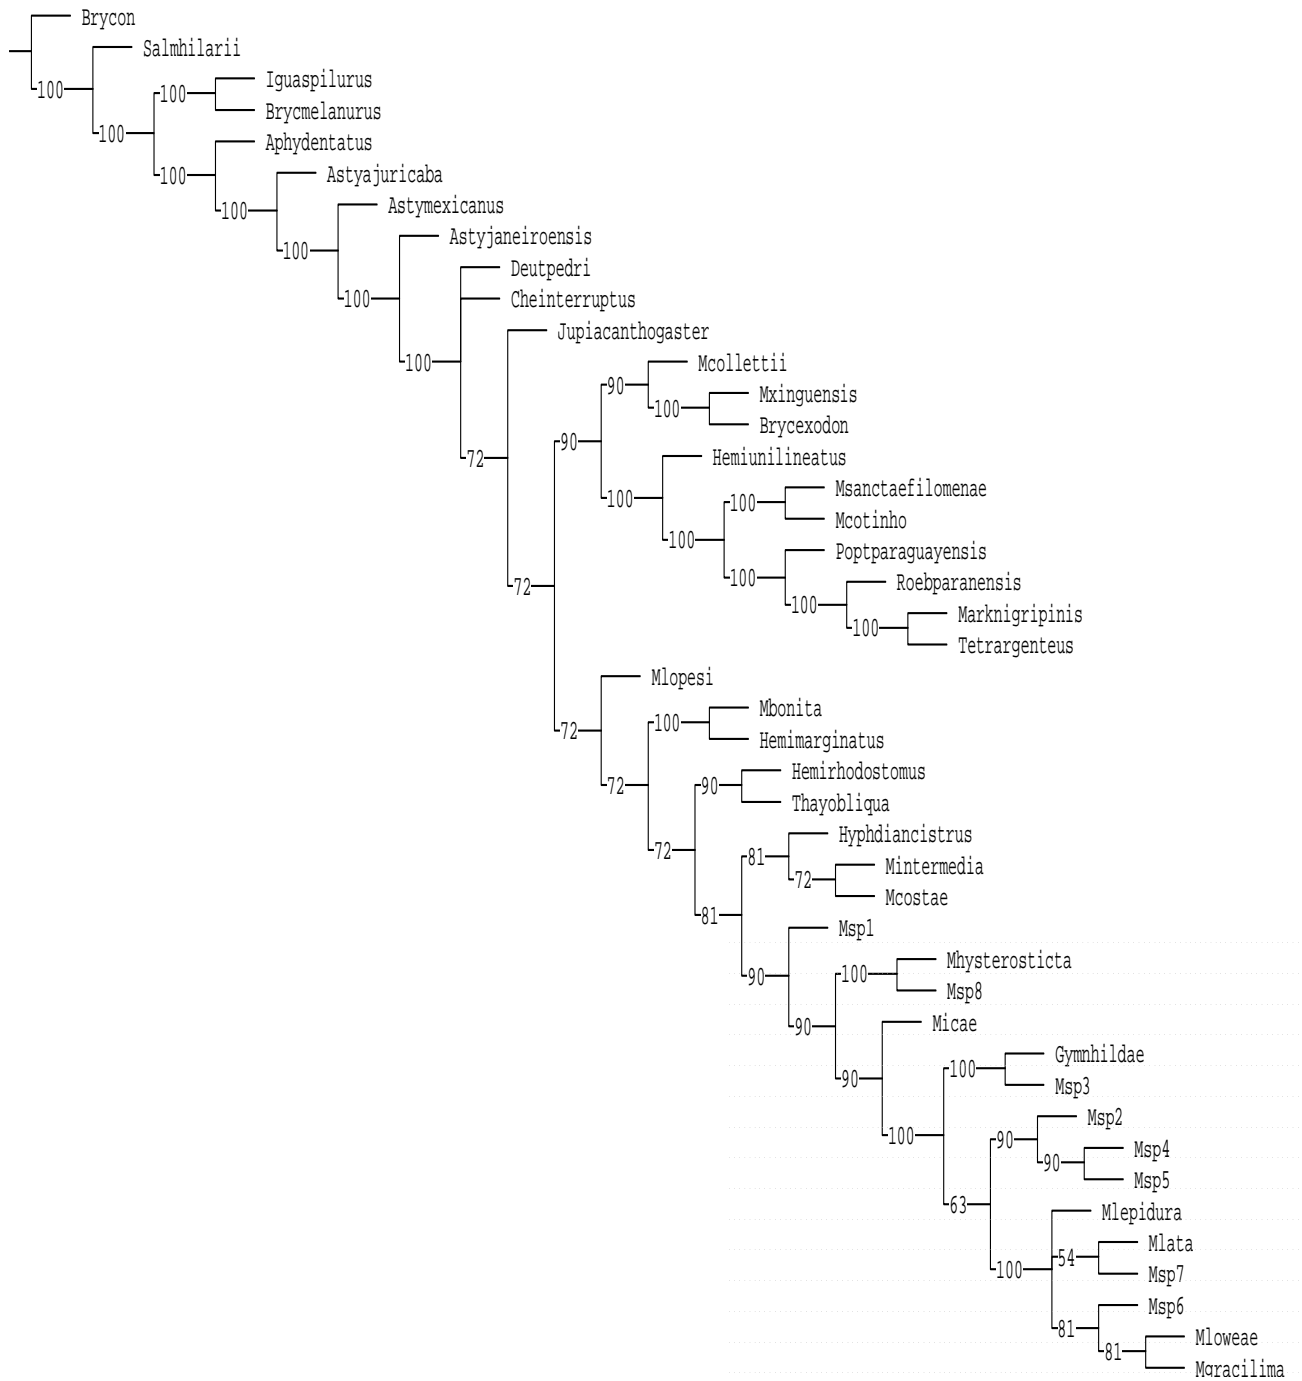 Brycon
Salmhilarii
100
Iguaspilurus
100
Brycmelanurus
100
Aphydentatus
100
Astyajuricaba
100
Astymexicanus
100
Astyjaneiroensis
Deutpedri
100
Cheinterruptus
Jupiacanthogaster
100
Mcollettii
90
Mxinguensis
100
Brycexodon
90
Hemiunilineatus
72
Msanctaefilomenae
100
100
Mcotinho
100
Poptparaguayensis
100
Roebparanensis
72
100
Marknigripinis
100
Tetrargenteus
Mlopesi
Mbonita
100
72
Hemimarginatus
Hemirhodostomus
72
90
Thayobliqua
Hyphdiancistrus
72
81
Mintermedia
72
Mcostae
81
Msp1
Mhysterosticta
100
90
Msp8
Micae
90
Gymnhildae
100
90
Msp3
Msp2
100
90
Msp4
90
Msp5
63
Mlepidura
Mlata
54
100
Msp7
Msp6
81
Mloweae
81
Mgracilima